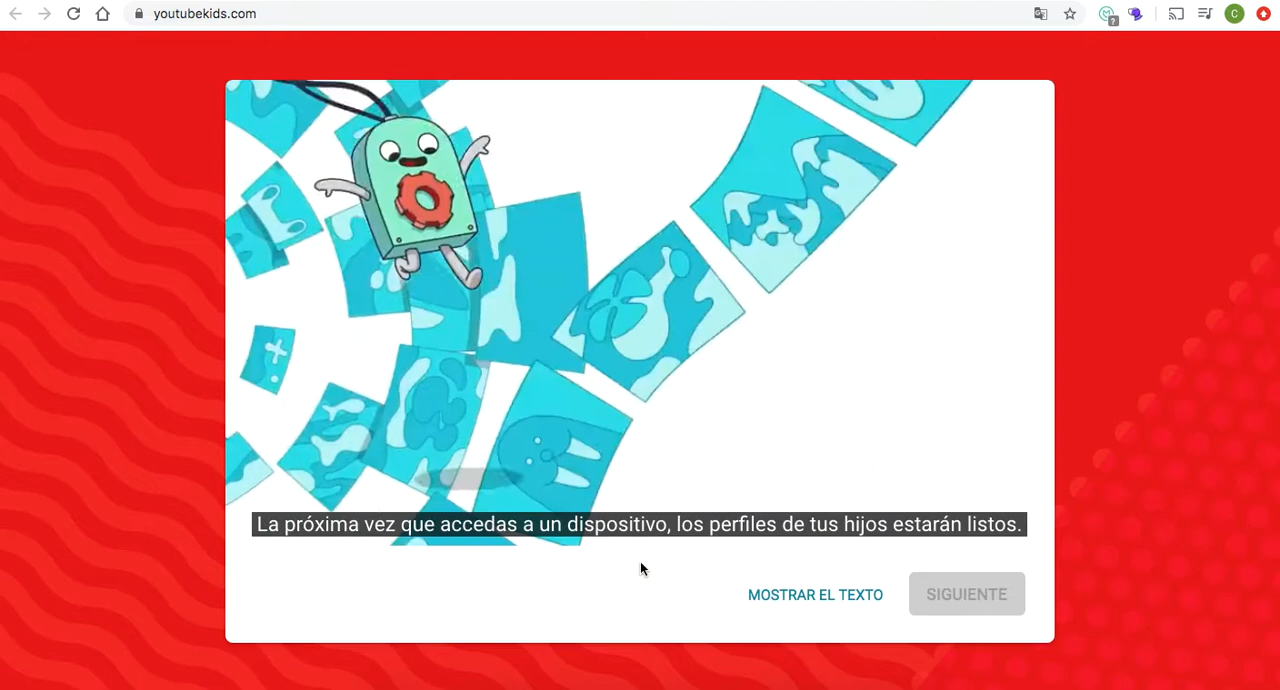 youtubekids.com
?
C
La próxima vez que accedas a un dispositivo, los perfiles de tus hijos estarán listos.
MOSTRAR EL TEXTO
SIGUIENTE